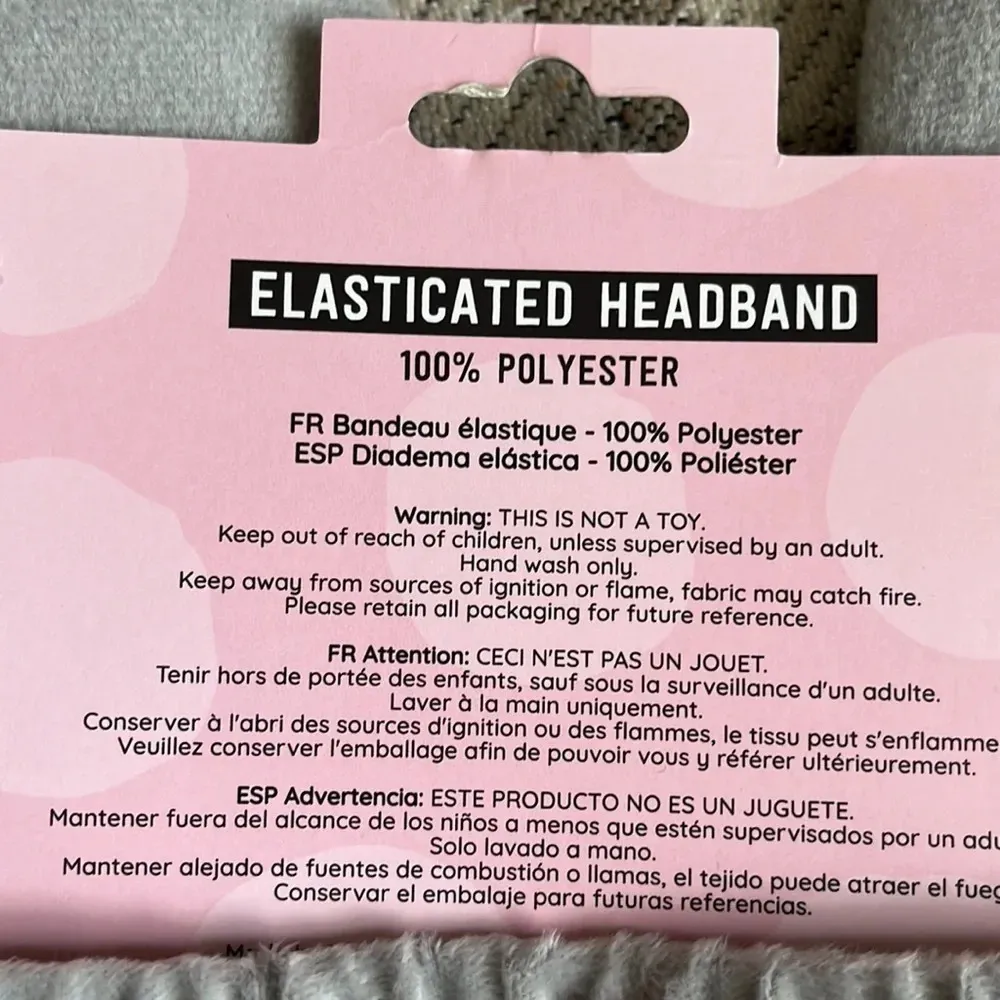 ELASTICATED HEADBAND
100% POLYESTER
FR Bandeau élastique - 100% Polyester
ESP Diadema elástica - 100% Poliéster
Warning: THIS IS NOT A TOY.
Keep out of reach of children, unless supervised by an adult.
Hand wash only.
Keep away from sources of ignition or flame, fabric may catch fire.
Please retain all packaging for future reference.
FR Attention: CECI N'EST PAS UN JOUET.
Tenir hors de portée des enfants, sauf sous la surveillance d'un adulte.
Laver à la main uniquement.
Conserver à l'abri des sources d'ignition ou des flammes, le tissu peut s'enflamme
Veuillez conserver l'emballage afin de pouvoir vous y référer ultérieurement.
ESP Advertencia: ESTE PRODUCTO NO ES UN JUGUETE.
Mantener fuera del alcance de los niños a menos que estén supervisados por un
Solo lavado a mano.
Mantener alejado de fuentes de combustión o llamas, el tejido puede atraer el
Conservar el embalaje para futuras referencias.